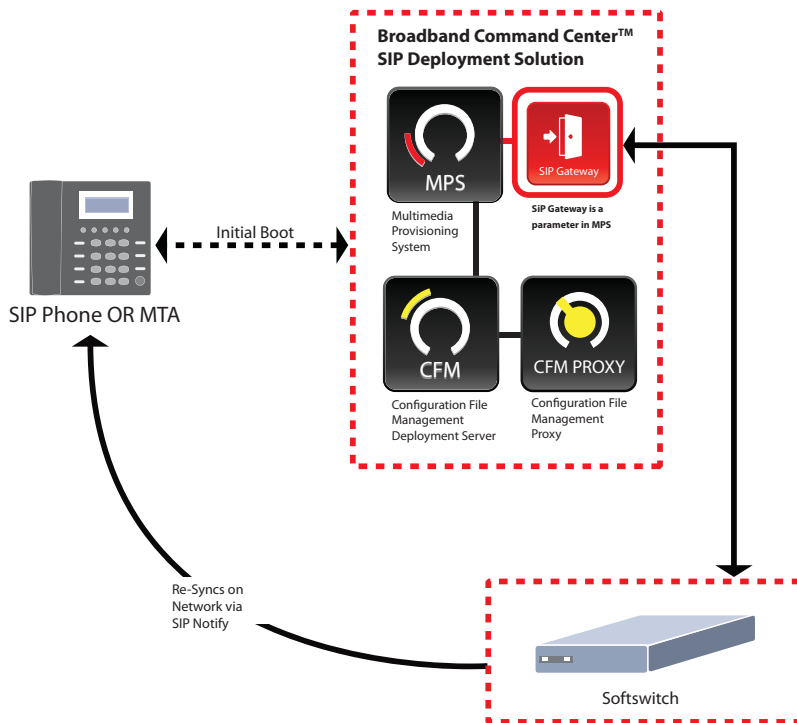 Broadband Command Center™
SIP Deployment Solution
MPS
SIP Gateway
Multimedia
Provisioning
System
SiP Gateway is a
parameter in MPS
Initial Boot
SIP Phone OR MTA
CFM
CFM PROXY
Configuration File
Management
Deployment Server
Configuration File
Management
Proxy
Re-Syncs on
Network via
SIP Notify
Softswitch